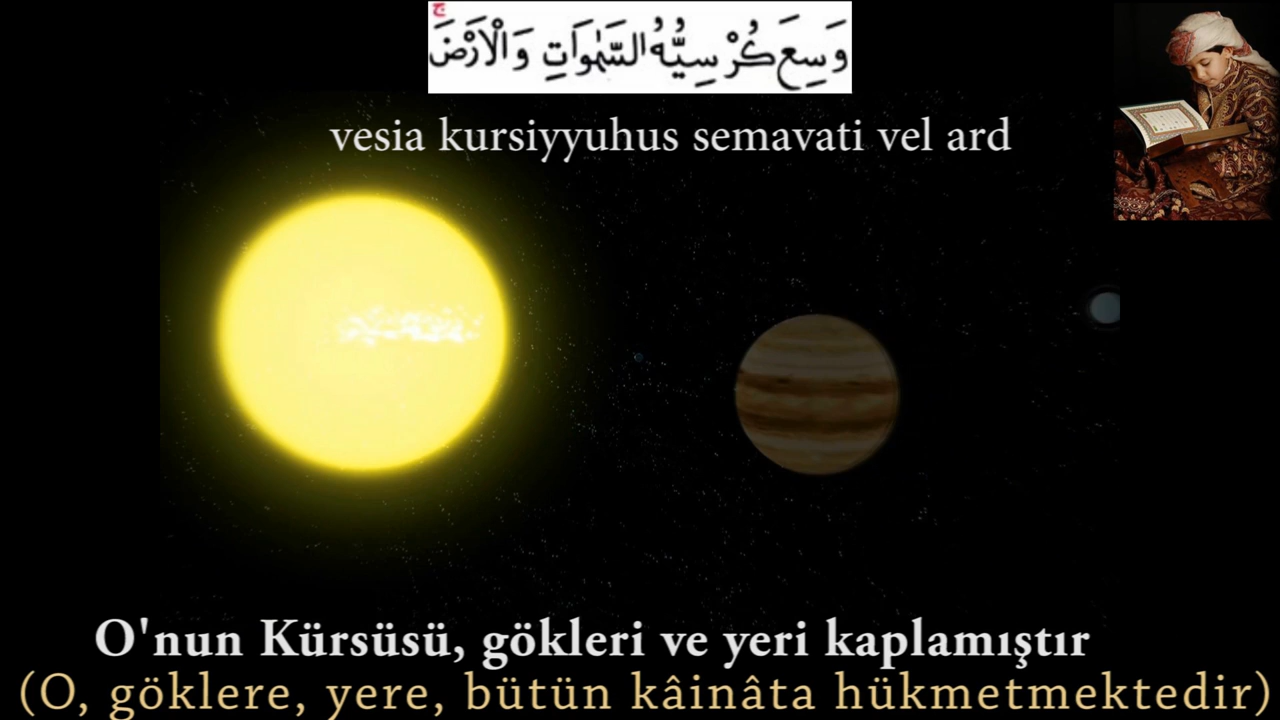 وَسِعَ كُرْسِيُّهُ السَّمٰوَاتِ وَالْاَرْضَ ج
vesia kursiyyuhus semavati vel ard
O'nun Kürsüsü, gökleri ve yeri kaplamıştır
(O, göklere, yere, bütün kâinâta hükmetmektedir)